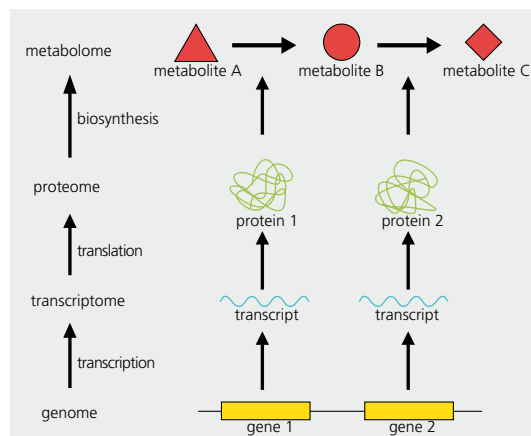 metabolome
metabolite A
metabolite B
metabolite C
biosynthesis
proteome
protein 1
protein 2
translation
transcriptome
transcript
transcript
transcription
genome
gene 1
gene 2